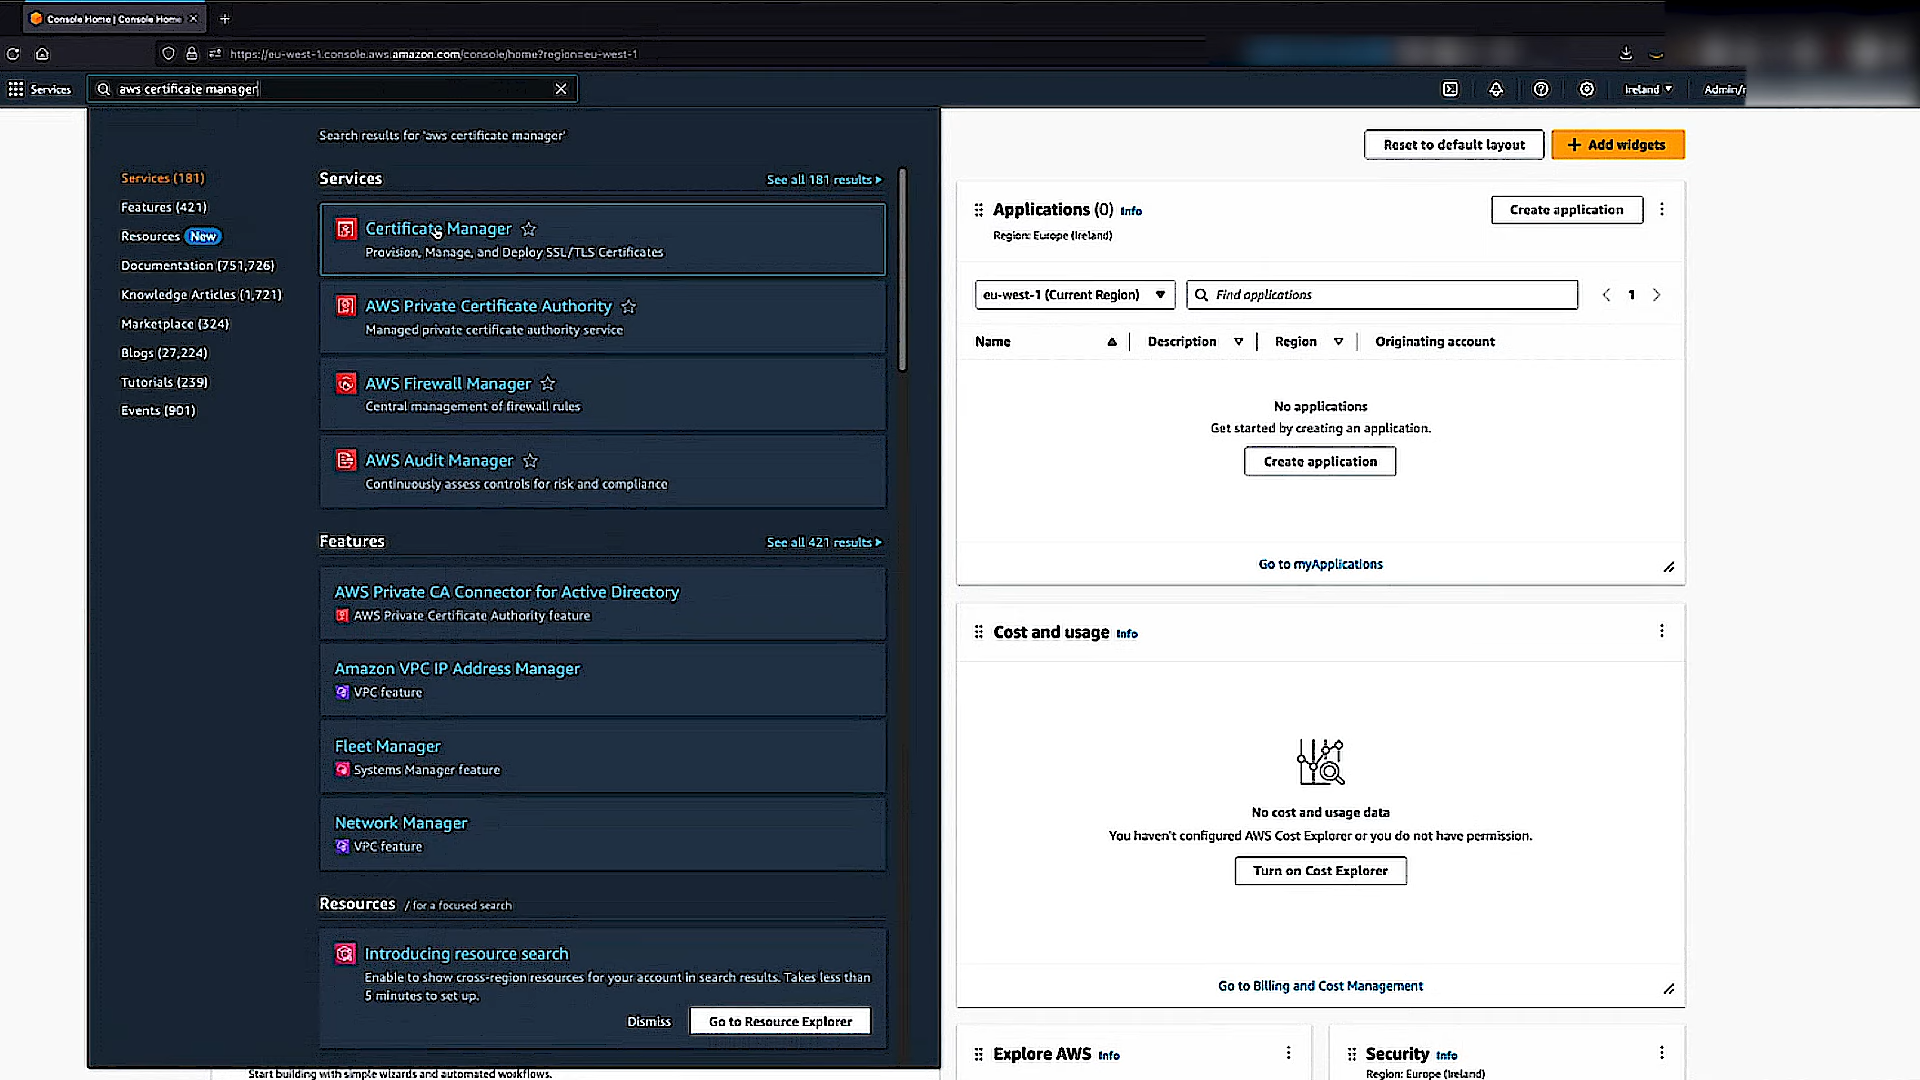 Console Home | Console Home
https://eu-west-1.console.aws.amazon.com/console/home?region=eu-west-1
Services
aws certificate manager
Ireland
Search results for 'aws certificate manager'
Services (181)
Features (421)
Resources New
Documentation (751,726)
Knowledge Articles (1,721)
Marketplace (324)
Blogs (27,224)
Tutorials (239)
Events (901)
Services
See all 181 results
Certificate Manager
Provision, Manage, and Deploy SSL/TLS Certificates
AWS Private Certificate Authority
Managed private certificate authority service
AWS Firewall Manager
Central management of firewall rules
AWS Audit Manager
Continuously assess controls for risk and compliance
Features
See all 421 results
AWS Private CA Connector for Active Directory
AWS Private Certificate Authority feature
Amazon VPC IP Address Manager
VPC feature
Fleet Manager
Systems Manager feature
Network Manager
VPC feature
Resources / for a focused search
Introducing resource search
Enable to show cross-region resources for your account in search results. Takes less than
5 minutes to set up.
Dismiss
Go to Resource Explorer
Start building with simple wizards and automated workflows.
Reset to default layout
Add widgets
Applications (0) Info
Region: Europe (Ireland)
Create application
eu-west-1 (Current Region)
Find applications
1
Name
Description
Region
Originating account
No applications
Get started by creating an application.
Create application
Go to myApplications
Cost and usage Info
No cost and usage data
You haven't configured AWS Cost Explorer or you do not have permission.
Turn on Cost Explorer
Go to Billing and Cost Management
Explore AWS Info
Security Info
Region: Europe (Ireland)